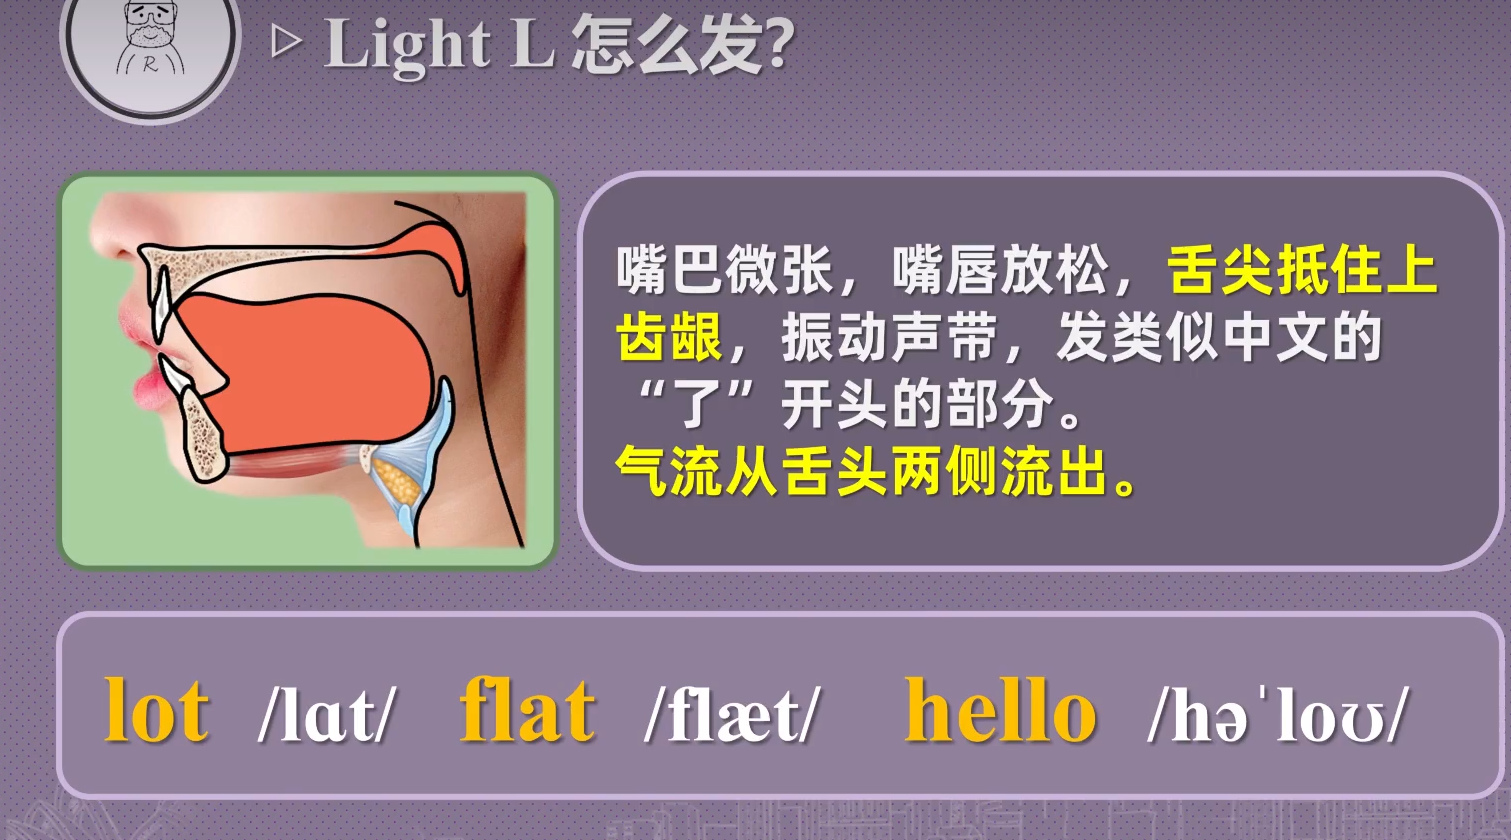 R
Light L 怎么发?
嘴巴微张，嘴唇放松，舌尖抵住上
齿龈，振动声带，发类似中文的
“了”开头的部分。
气流从舌头两侧流出。
lot /lɑt/ flat /flæt/ hello /həˈloʊ/